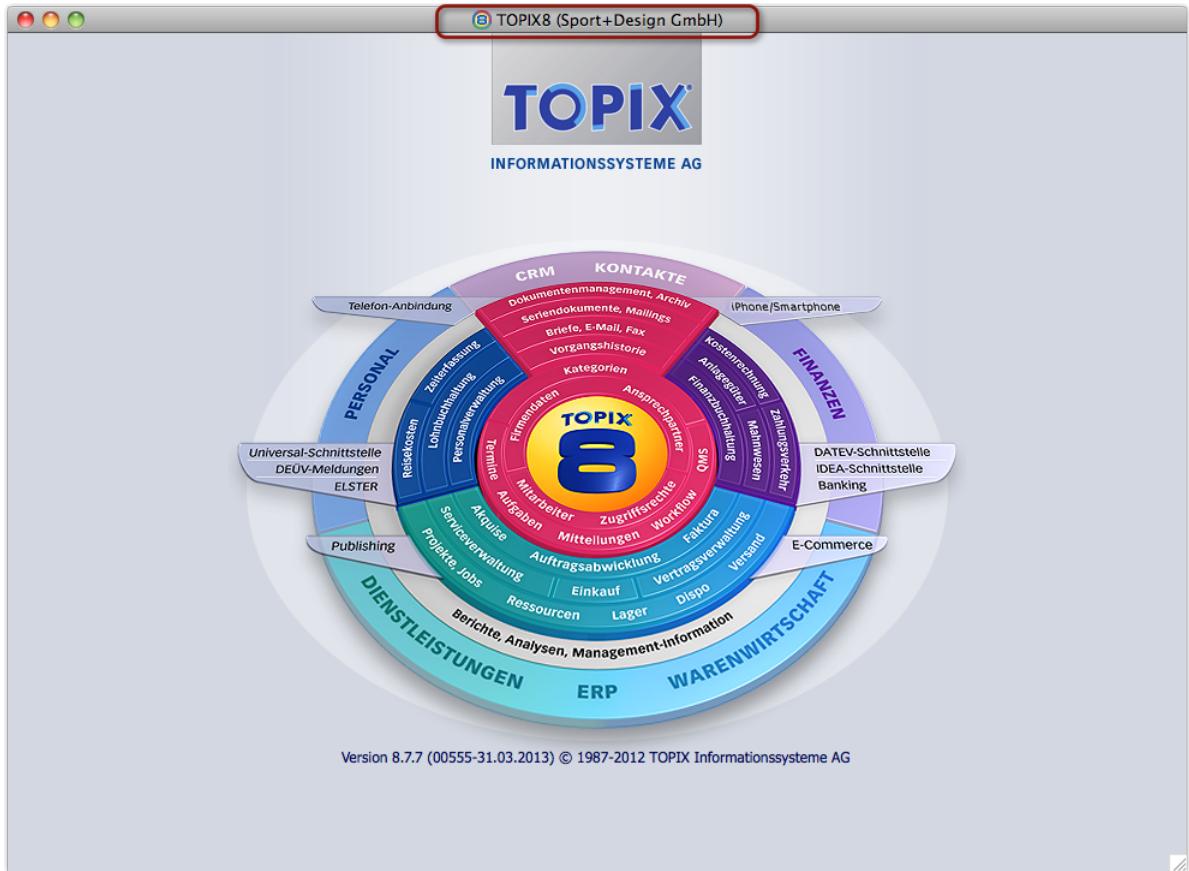 8 TOPIX8 (Sport+Design GmbH)
TOPIX®
INFORMATIONSSYSTEME AG
CRM KONTAKTE
Dokumentenmanagement, Archiv
Seriendokumente, Mailings
Briefe, E-Mail, Fax
Vorgangshistorie
Kategorien
Telefon-Anbindung
iPhone/Smartphone
PERSONAL
Zeiterfassung
Lohnbuchhaltung
Personalverwaltung
Reisekosten
Kostenrechnung
Anlagegüter
Finanzbuchhaltung
Zahlungsverkehr
Mahnwesen
FINANZEN
Firmendaten
Ansprechpartner
TOPIX
8
Termine
QMS
Mitarbeiter
Zugriffsrechte
Aufgaben
Mitteilungen
Workflow
Universal-Schnittstelle
DEÜV-Meldungen
ELSTER
DATEV-Schnittstelle
IDEA-Schnittstelle
Banking
Publishing
E-Commerce
Akquise
Auftragsabwicklung
Faktura
Serviceverwaltung
Einkauf
Vertragsverwaltung
Projekte, Jobs
Ressourcen
Lager
Dispo
Versand
Berichte, Analysen, Management-Information
DIENSTLEISTUNGEN
ERP
WARENWIRTSCHAFT
Version 8.7.7 (00555-31.03.2013) © 1987-2012 TOPIX Informationssysteme AG